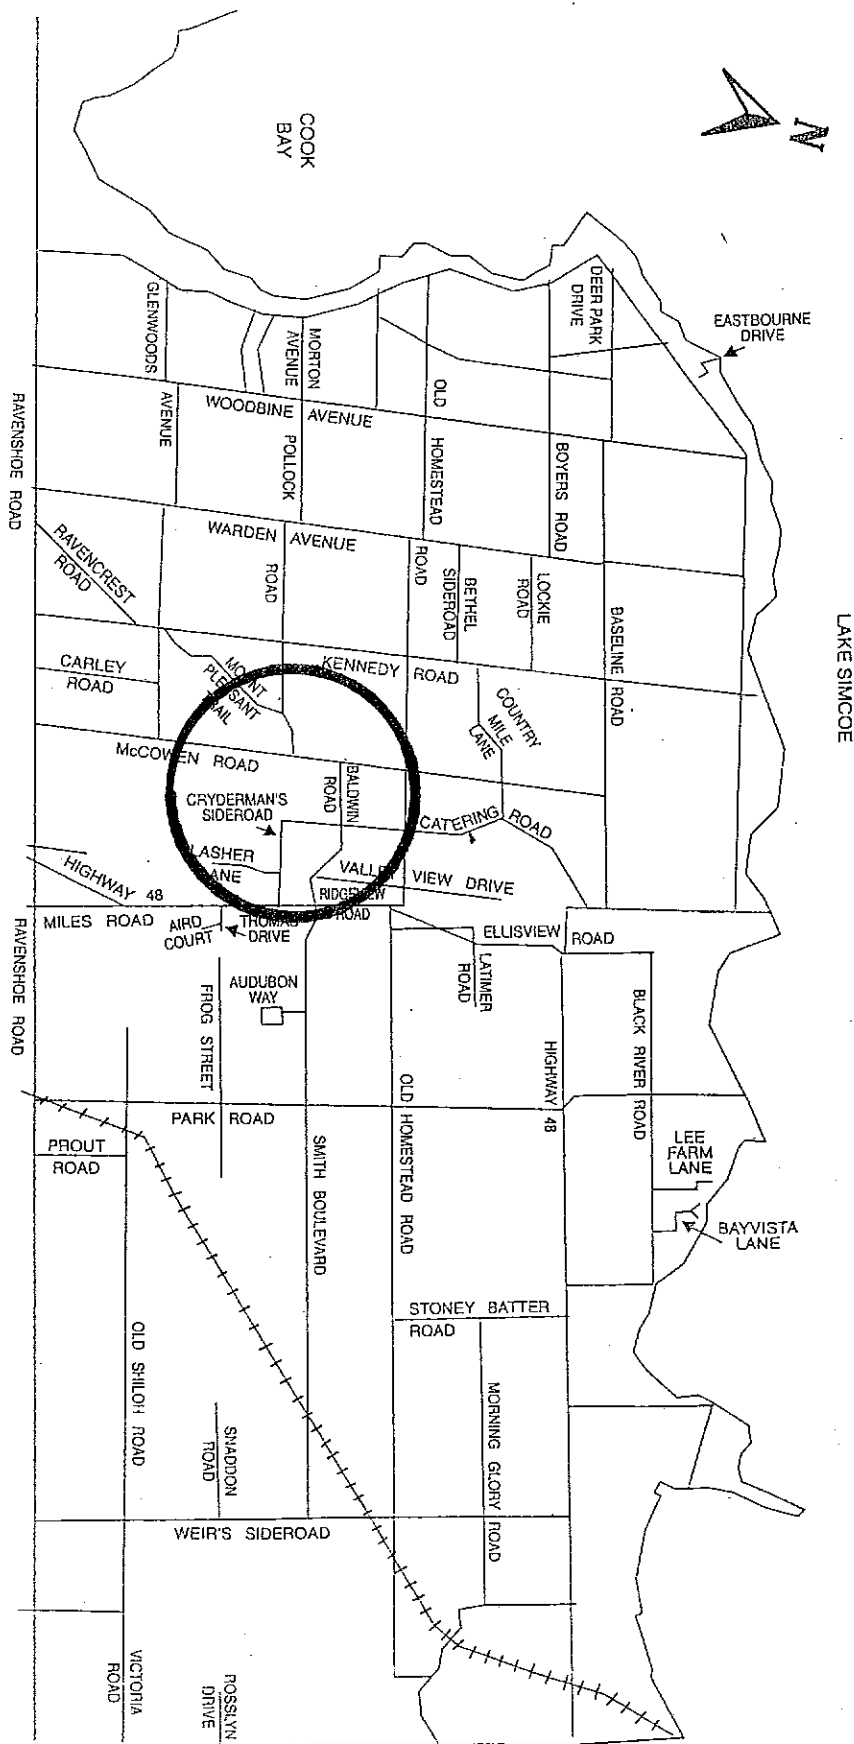 N
COOK
BAY
LAKE SIMCOE
EASTBOURNE
DRIVE
DEER PARK
DRIVE
GLENWOODS
AVENUE
MORTON
AVENUE
OLD
HOMESTEAD
ROAD
WOODBINE AVENUE
POLLOCK
ROAD
BOYERS ROAD
RAVENSHOE ROAD
WARDEN AVENUE
RAVENCREST
ROAD
BETHEL
SIDEROAD
LOCKIE
ROAD
BASELINE ROAD
CARLEY
ROAD
MOUNT
PLEASANT
TRAIL
KENNEDY ROAD
COUNTRY
MILE
LANE
McCOWEN ROAD
BALDWIN
ROAD
CRYDERMAN'S
SIDEROAD
CATERING ROAD
LASHER
LANE
VALLEY VIEW DRIVE
HIGHWAY 48
RIDGEVIEW
ROAD
MILES ROAD
AIRD
COURT
THOMAS
DRIVE
ELLISVIEW ROAD
RAVENSHOE ROAD
FROG STREET
AUDUBON
WAY
LATIMER
ROAD
BLACK RIVER ROAD
HIGHWAY 48
PARK ROAD
OLD HOMESTEAD ROAD
PROUT
ROAD
SMITH BOULEVARD
LEE
FARM
LANE
BAYVISTA
LANE
STONEY BATTER
ROAD
OLD SHILOH ROAD
MORNING GLORY ROAD
SNADDON
ROAD
WEIR'S SIDEROAD
VICTORIA
ROAD
ROSSLYN
DRIVE